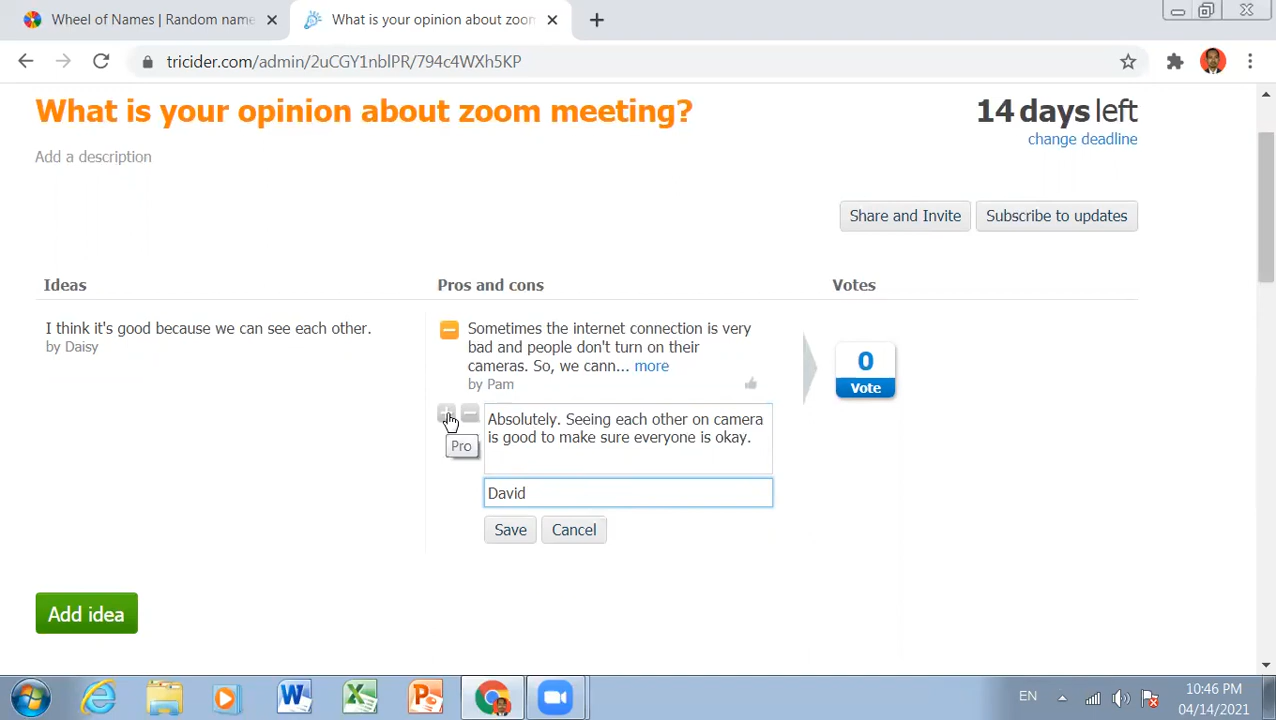 Wheel of Names | Random name
What is your opinion about zoom
tricider.com/admin/2uCGY1nblPR/794c4WXh5KP
What is your opinion about zoom meeting?
14 days left
change deadline
Add a description
Share and Invite
Subscribe to updates
Ideas
Pros and cons
Votes
I think it's good because we can see each other.
by Daisy
Sometimes the internet connection is very
bad and people don't turn on their
cameras. So, we cann... more
by Pam
0
Vote
Absolutely. Seeing each other on camera
is good to make sure everyone is okay.
Pro
David
Save
Cancel
Add idea
EN
10:46 PM
04/14/2021